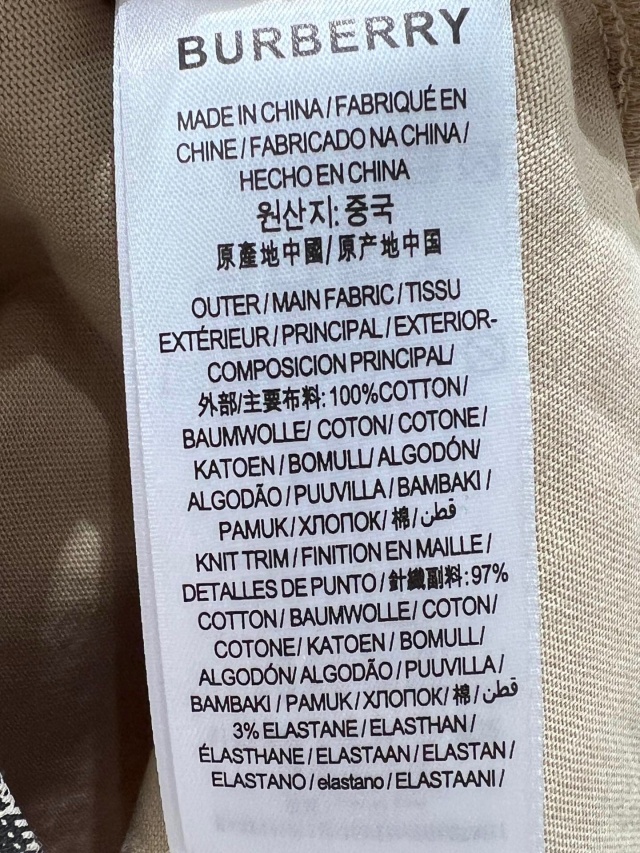 BURBERRY
MADE IN CHINA / FABRIQUÉ EN
CHINE / FABRICADO NA CHINA /
HECHO EN CHINA
원산지: 중국
原產地中國 / 原产地中国
OUTER / MAIN FABRIC / TISSU
EXTÉRIEUR / PRINCIPAL / EXTERIOR-
COMPOSICION PRINCIPAL/
外部/主要布料: 100%COTTON /
BAUMWOLLE/ COTON/ COTONE /
KATOEN / BOMULL/ ALGODÓN/
ALGODÃO / PUUVILLA / BAMBAKI /
PAMUK / ХЛОПОК/ 棉 / قطن
KNIT TRIM / FINITION EN MAILLE /
DETALLES DE PUNTO / 針織副料: 97%
COTTON / BAUMWOLLE / COTON/
COTONE / KATOEN / BOMULL/
ALGODÓN/ ALGODÃO / PUUVILLA /
BAMBAKI / PAMUK / ХЛОПОК/ 棉 / قطن
3% ELASTANE / ELASTHAN /
ÉLASTHANE / ELASTAAN / ELASTAN /
ELASTANO / elastano / ELASTAANI /